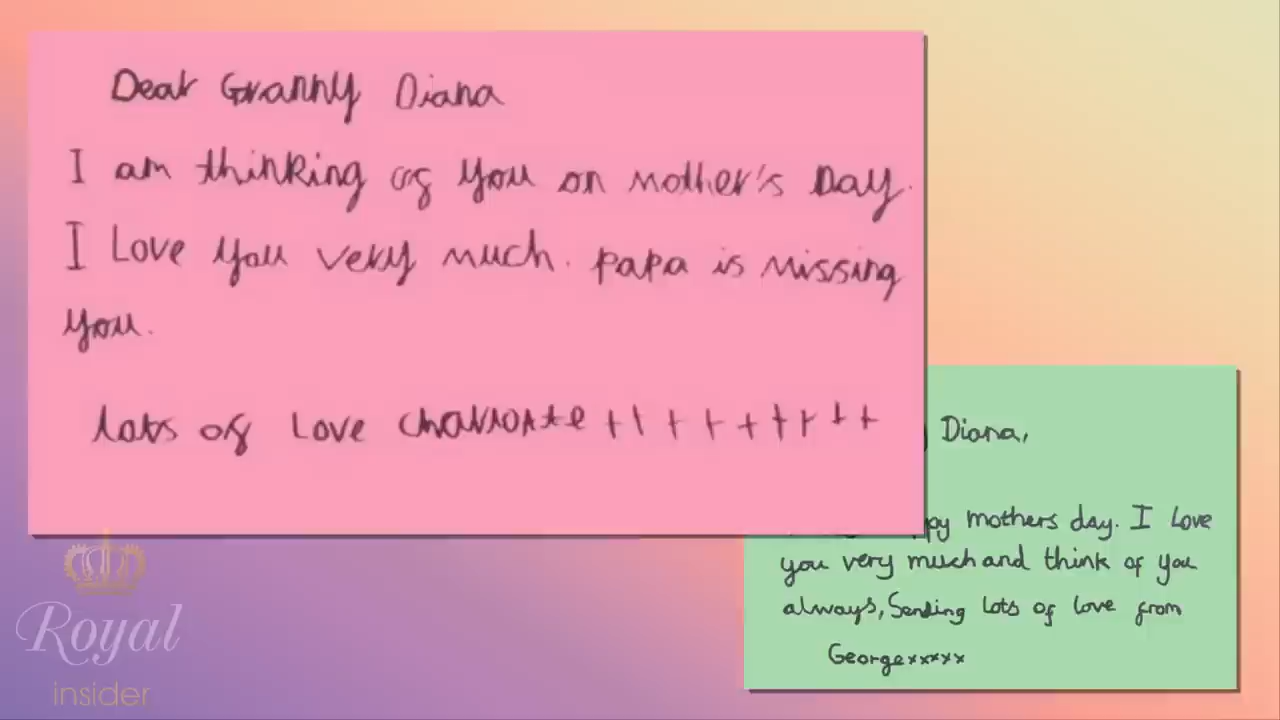 Dear Granny Diana
I am thinking of you on mother's Day.
I Love you very much. papa is missing
you.
lots of Love Charlotte +++++++++
Diana,
py mothers day. I Love
you very much and think of you
always, Sending lots of love from
Georgexxxxx
Royal
insider